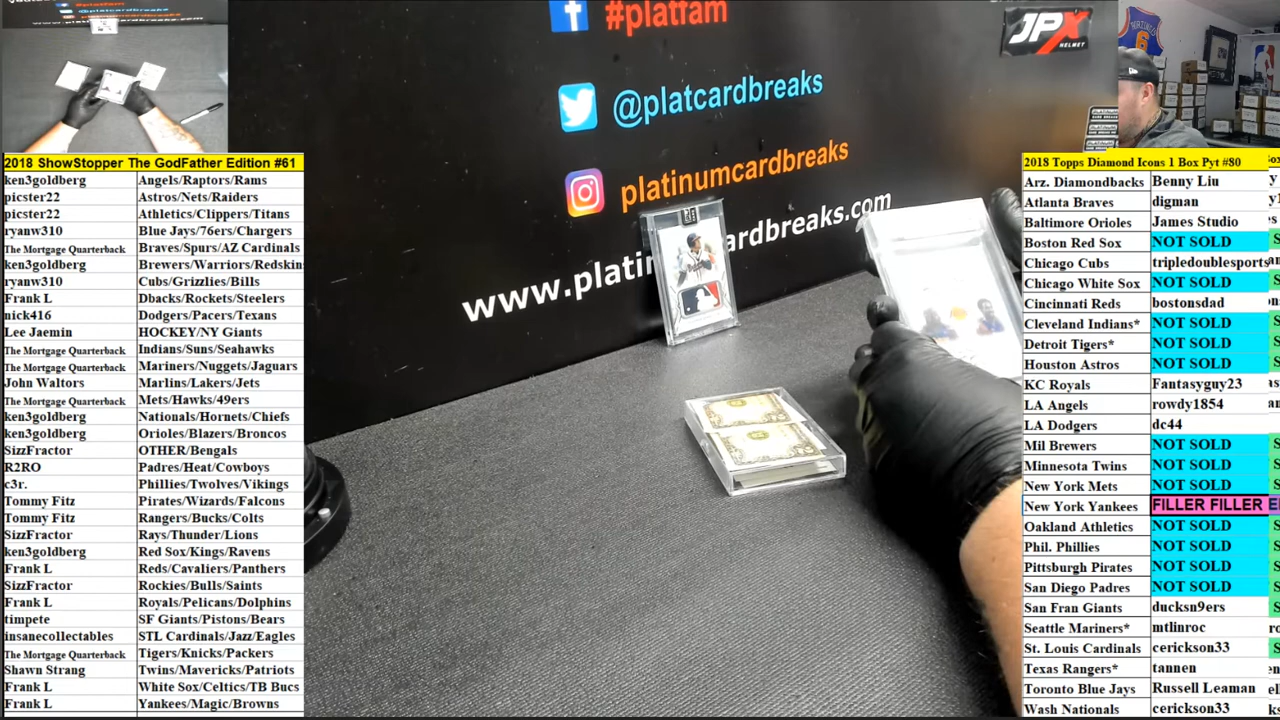 #platfam
@platcardbreaks
platinumcardbreaks
JPX
HELMET
2018 ShowStopper The GodFather Edition #61
ken3goldberg Angels/Raptors/Rams
picster22 Astros/Nets/Raiders
picster22 Athletics/Clippers/Titans
ryanw310 Blue Jays/76ers/Chargers
The Mortgage Quarterback Braves/Spurs/AZ Cardinals
ken3goldberg Brewers/Warriors/Redskin
ryanw310 Cubs/Grizzlies/Bills
Frank L Dbacks/Rockets/Steelers
nick416 Dodgers/Pacers/Texans
Lee Jaemin HOCKEY/NY Giants
The Mortgage Quarterback Indians/Suns/Seahawks
The Mortgage Quarterback Mariners/Nuggets/Jaguars
John Waltors Marlins/Lakers/Jets
The Mortgage Quarterback Mets/Hawks/49ers
ken3goldberg Nationals/Hornets/Chiefs
ken3goldberg Orioles/Blazers/Broncos
SizzFractor OTHER/Bengals
R2RO Padres/Heat/Cowboys
c3r. Phillies/Twolves/Vikings
Tommy Fitz Pirates/Wizards/Falcons
Tommy Fitz Rangers/Bucks/Colts
SizzFractor Rays/Thunder/Lions
ken3goldberg Red Sox/Kings/Ravens
Frank L Reds/Cavaliers/Panthers
SizzFractor Rockies/Bulls/Saints
Frank L Royals/Pelicans/Dolphins
timpete SF Giants/Pistons/Bears
insanecollectables STL Cardinals/Jazz/Eagles
The Mortgage Quarterback Tigers/Knicks/Packers
Shawn Strang Twins/Mavericks/Patriots
Frank L White Sox/Celtics/TB Bucs
Frank L Yankees/Magic/Browns
www.platin ardbreaks.com
2018 Topps Diamond Icons 1 Box Pyt #80
Arz. Diamondbacks Benny Liu
Atlanta Braves digman
Baltimore Orioles James Studio
Boston Red Sox NOT SOLD
Chicago Cubs tripledoublesports
Chicago White Sox NOT SOLD
Cincinnati Reds bostonsdad
Cleveland Indians* NOT SOLD
Detroit Tigers* NOT SOLD
Houston Astros NOT SOLD
KC Royals Fantasyguy23
LA Angels rowdy1854
LA Dodgers dc44
Mil Brewers NOT SOLD
Minnesota Twins NOT SOLD
New York Mets NOT SOLD
New York Yankees FILLER FILLER
Oakland Athletics NOT SOLD
Phil. Phillies NOT SOLD
Pittsburgh Pirates NOT SOLD
San Diego Padres NOT SOLD
San Fran Giants ducksn9ers
Seattle Mariners* mtlinroc
St. Louis Cardinals cerickson33
Texas Rangers* tannen
Toronto Blue Jays Russell Leaman
Wash Nationals cerickson33